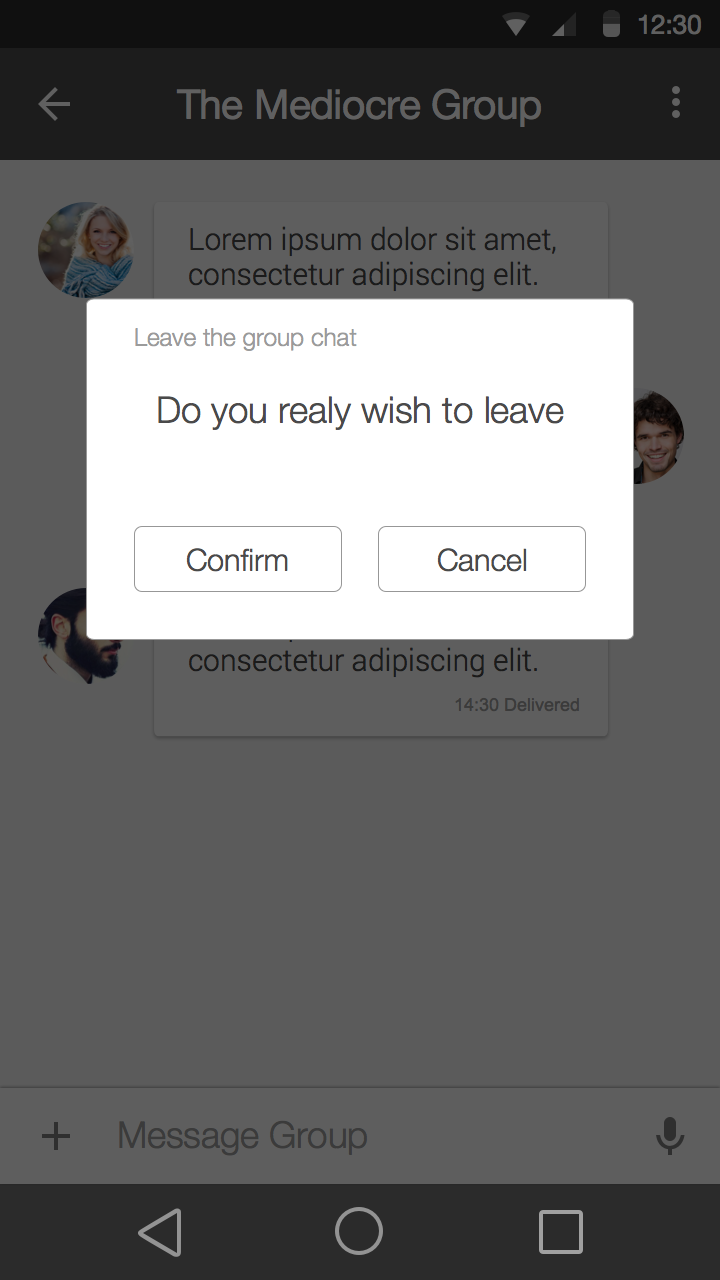 12:30
The Mediocre Group
Lorem ipsum dolor sit amet,
consectetur adipiscing elit.
Leave the group chat
Do you realy wish to leave
Confirm
Cancel
consectetur adipiscing elit.
14:30 Delivered
Message Group